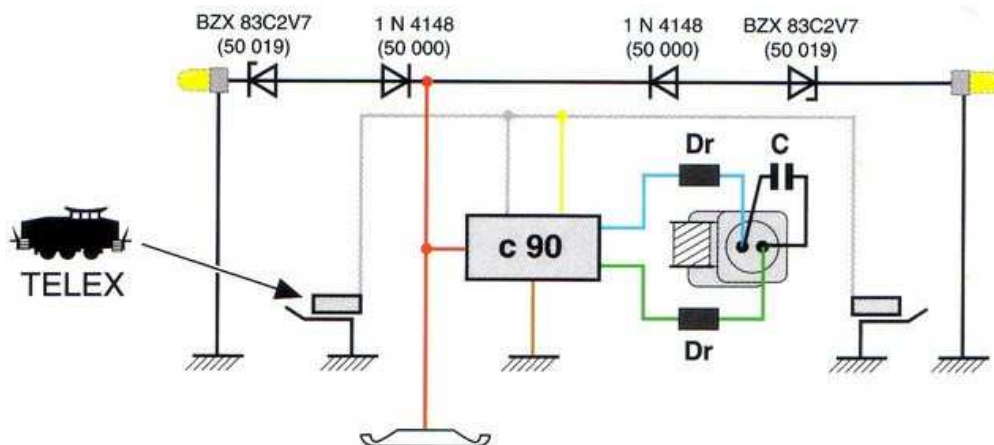 BZX 83C2V7
(50 019)
1 N 4148
(50 000)
1 N 4148
(50 000)
BZX 83C2V7
(50 019)
Dr
C
c 90
TELEX
Dr